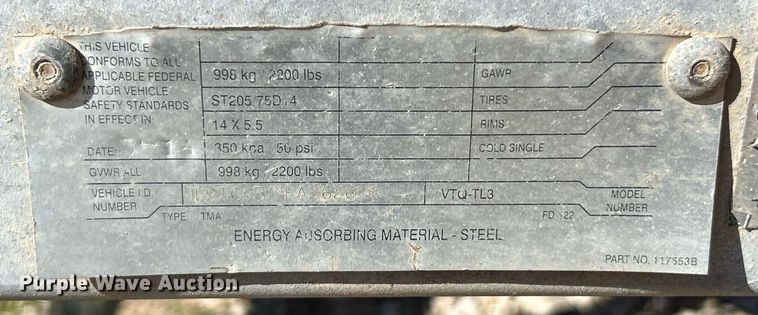 THIS VEHICLE
CONFORMS TO ALL
APPLICABLE FEDERAL
MOTOR VEHICLE
SAFETY STANDARDS
IN EFFECT IN:
998 kg / 2200 lbs GAWR
ST205/75D14 TIRES
14 X 5.5 RIMS
DATE: 350 kpa / 50 psi COLD SINGLE
GVWR ALL 998 kg / 2200 lbs
VEHICLE I.D.
NUMBER
VTQ-TL3
MODEL
NUMBER
TYPE: TMA
ENERGY ABSORBING MATERIAL - STEEL
PART NO. 117553B
Purple Wave Auction